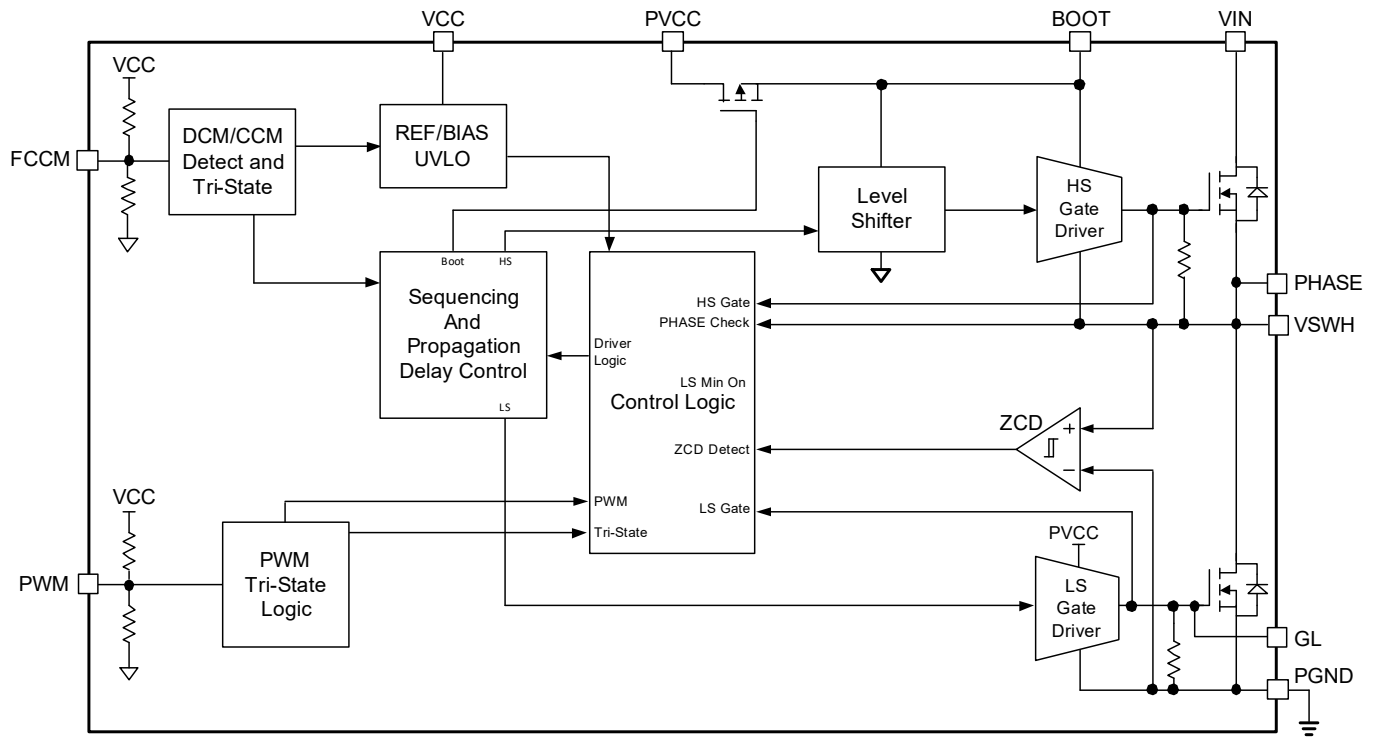 VCC
PVCC
BOOT
VIN
VCC
FCCM
DCM/CCM
Detect and
Tri-State
REF/BIAS
UVLO
Level
Shifter
HS
Gate
Driver
Boot
HS
Sequencing
And
Propagation
Delay Control
LS
HS Gate
PHASE Check
Driver
Logic
LS Min On
Control Logic
ZCD Detect
LS Gate
PWM
Tri-State
PHASE
VSWH
ZCD
+
−
VCC
PWM
PWM
Tri-State
Logic
PVCC
LS
Gate
Driver
GL
PGND